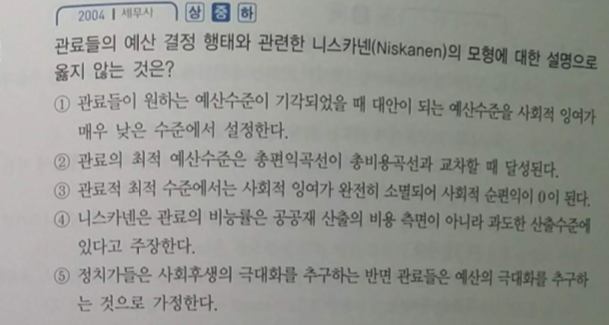 2004 | 세무사 상 중 하
관료들의 예산 결정 행태와 관련한 니스카넨(Niskanen)의 모형에 대한 설명으로
옳지 않는 것은?
① 관료들이 원하는 예산수준이 기각되었을 때 대안이 되는 예산수준을 사회적 잉여가
매우 낮은 수준에서 설정한다.
② 관료의 최적 예산수준은 총편익곡선이 총비용곡선과 교차할 때 달성된다.
③ 관료적 최적 수준에서는 사회적 잉여가 완전히 소멸되어 사회적 순편익이 0이 된다.
④ 니스카넨은 관료의 비능률은 공공재 산출의 비용 측면이 아니라 과도한 산출수준에
있다고 주장한다.
⑤ 정치가들은 사회후생의 극대화를 추구하는 반면 관료들은 예산의 극대화를 추구하
는 것으로 가정한다.